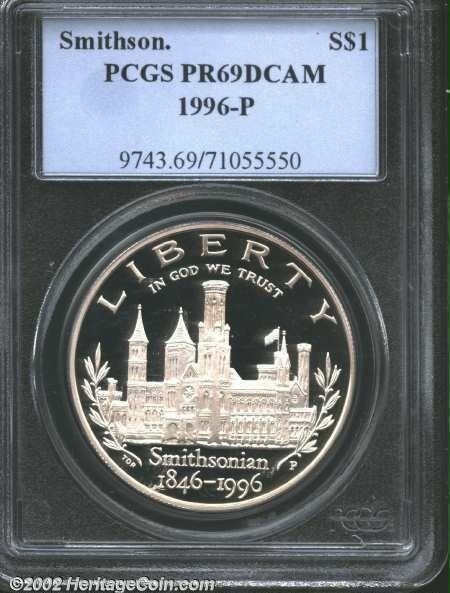 Smithson. S$1
PCGS PR69DCAM
1996-P
9743.69/71055550
LIBERTY
IN GOD WE TRUST
TDR P
Smithsonian
1846-1996
©2002 HeritageCoin.com